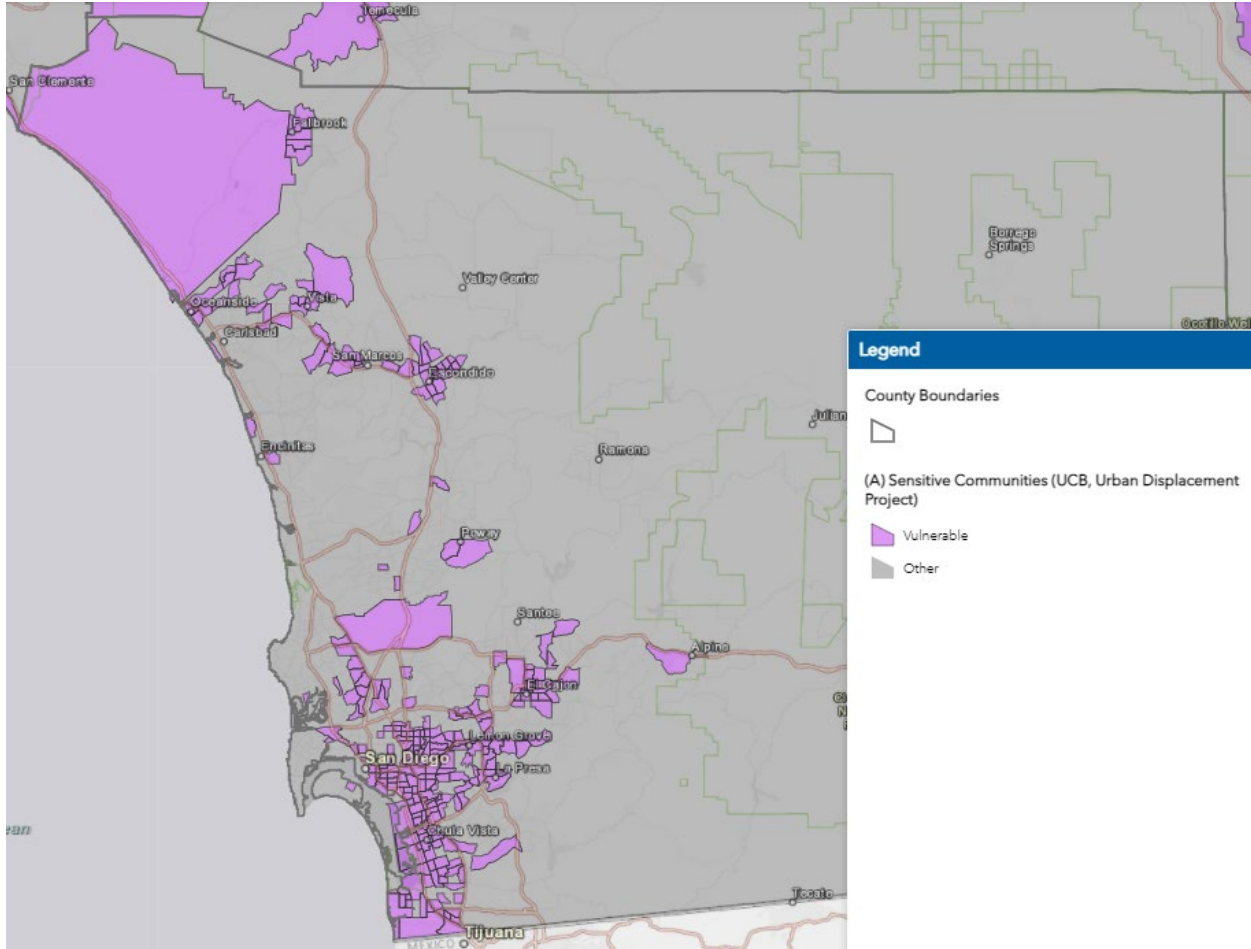 Temecula
San Clemente
Fallbrook
Borrego
Springs
Valley Center
Oceanside
Vista
Carlsbad
San Marcos
Escondido
Julian
Encinitas
Ramona
Poway
Santee
Alpine
El Cajon
Lemon Grove
San Diego
La Presa
Chula Vista
Tecate
Tijuana
MEXICO
Legend
County Boundaries
(A) Sensitive Communities (UCB, Urban Displacement
Project)
Vulnerable
Other